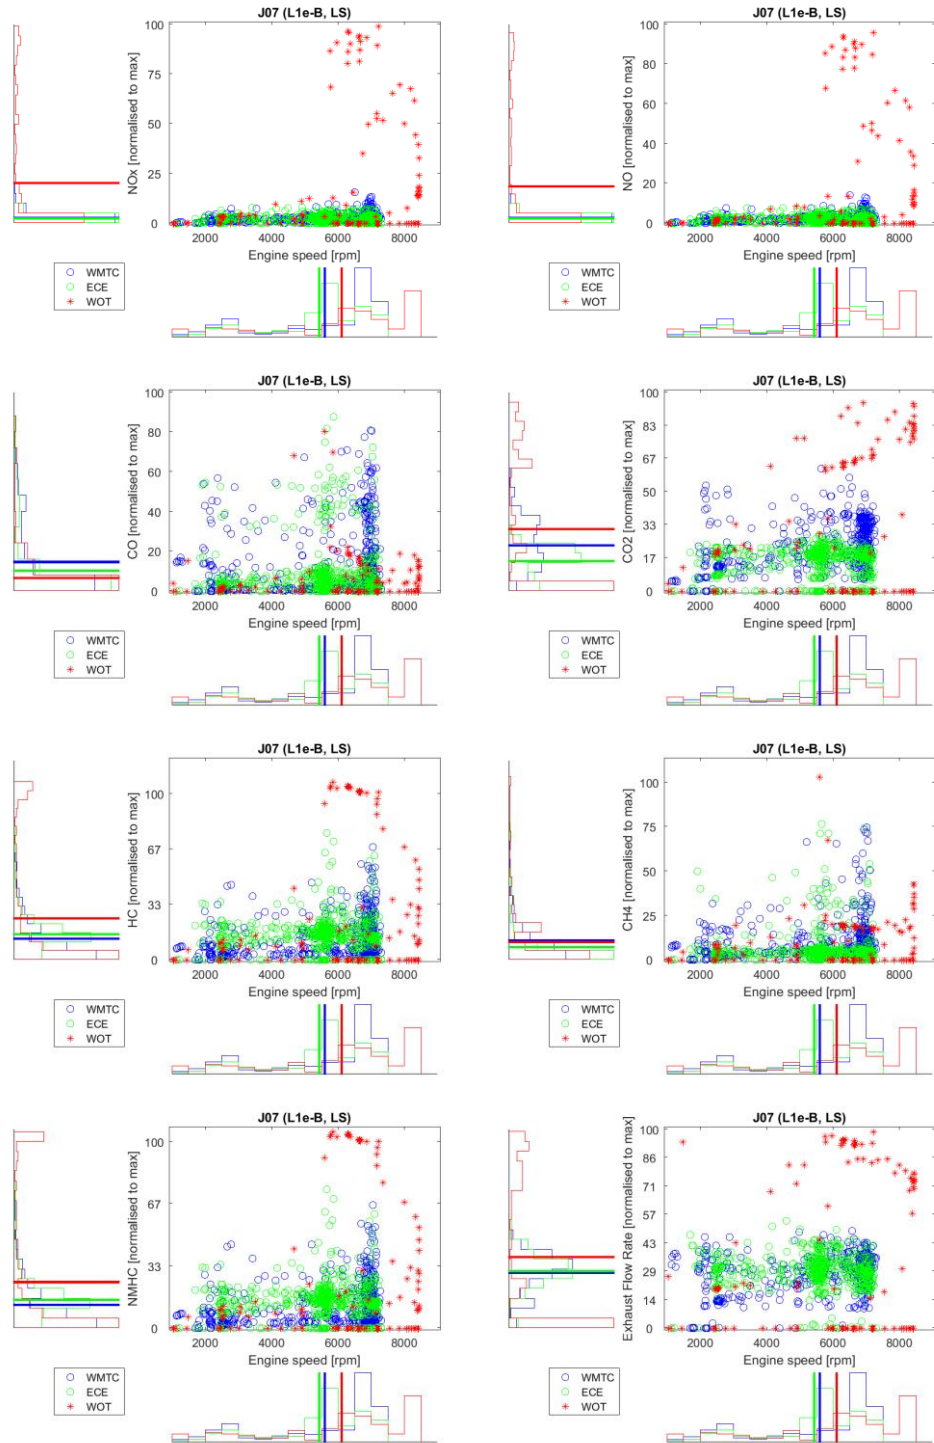 J07 (L1e-B, LS)
NOx [normalised to max]
100
75
50
25
0
2000 4000 6000 8000
Engine speed [rpm]
WMTC
ECE
WOT
J07 (L1e-B, LS)
NO [normalised to max]
100
80
60
40
20
0
2000 4000 6000 8000
Engine speed [rpm]
WMTC
ECE
WOT
J07 (L1e-B, LS)
CO [normalised to max]
100
80
60
40
20
0
2000 4000 6000 8000
Engine speed [rpm]
WMTC
ECE
WOT
J07 (L1e-B, LS)
CO2 [normalised to max]
100
83
67
50
33
17
0
2000 4000 6000 8000
Engine speed [rpm]
WMTC
ECE
WOT
J07 (L1e-B, LS)
HC [normalised to max]
100
67
33
0
2000 4000 6000 8000
Engine speed [rpm]
WMTC
ECE
WOT
J07 (L1e-B, LS)
CH4 [normalised to max]
100
75
50
25
0
2000 4000 6000 8000
Engine speed [rpm]
WMTC
ECE
WOT
J07 (L1e-B, LS)
NMHC [normalised to max]
100
67
33
0
2000 4000 6000 8000
Engine speed [rpm]
WMTC
ECE
WOT
J07 (L1e-B, LS)
Exhaust Flow Rate [normalised to max]
100
86
71
57
43
29
14
0
2000 4000 6000 8000
Engine speed [rpm]
WMTC
ECE
WOT